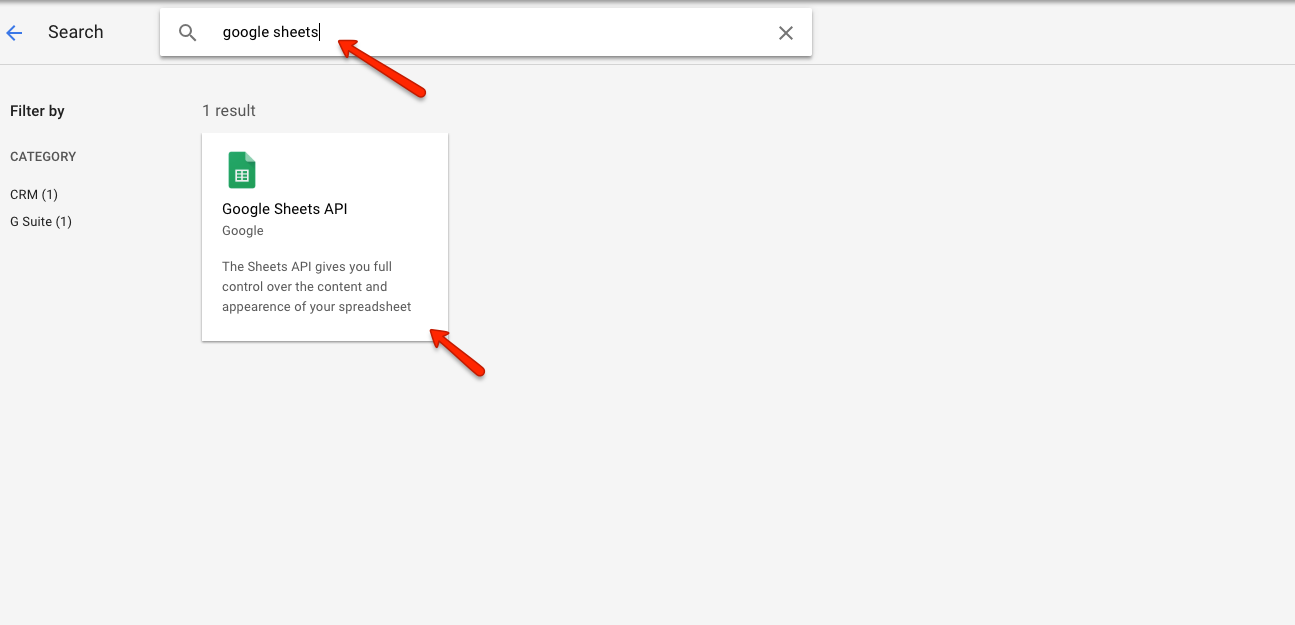 Search
google sheets
Filter by
CATEGORY
CRM (1)
G Suite (1)
1 result
Google Sheets API
Google
The Sheets API gives you full
control over the content and
appearence of your spreadsheet